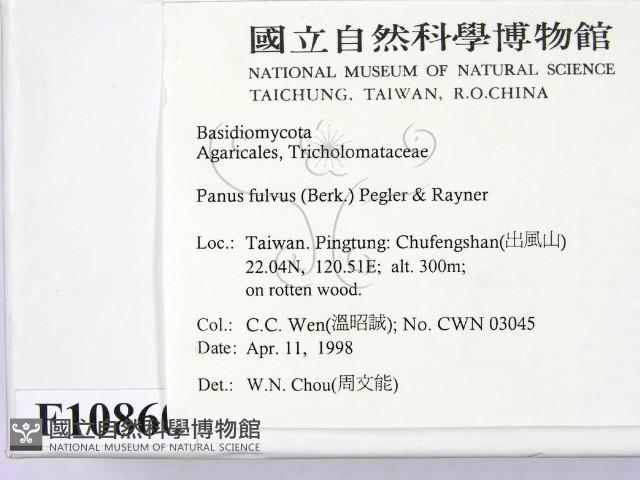 國立自然科學博物館
NATIONAL MUSEUM OF NATURAL SCIENCE
TAICHUNG, TAIWAN, R.O.CHINA
Basidiomycota
Agaricales, Tricholomataceae
Panus fulvus (Berk.) Pegler & Rayner
Loc.: Taiwan. Pingtung: Chufengshan(出風山)
22.04N, 120.51E; alt. 300m;
on rotten wood.
Col.: C.C. Wen(溫昭誠); No. CWN 03045
Date: Apr. 11, 1998
Det.: W.N. Chou(周文能)
國立自然科學博物館
NATIONAL MUSEUM OF NATURAL SCIENCE